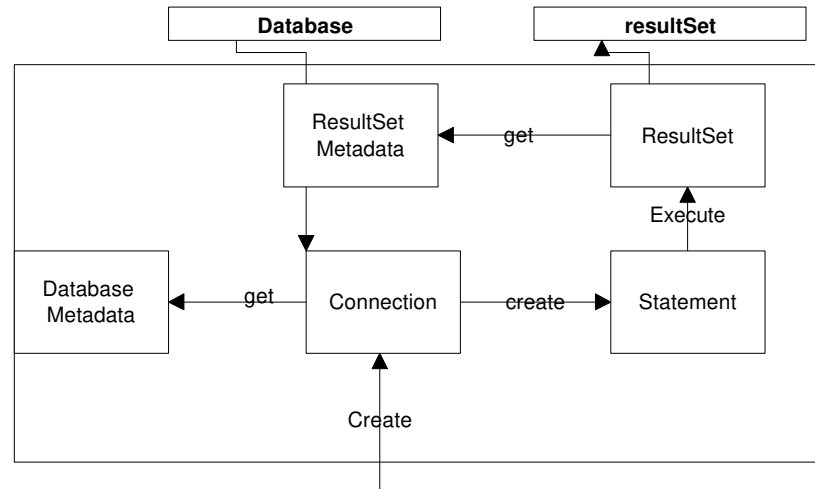 Database
resultSet
ResultSet
Metadata
get
ResultSet
Execute
Database
Metadata
get
Connection
create
Statement
Create